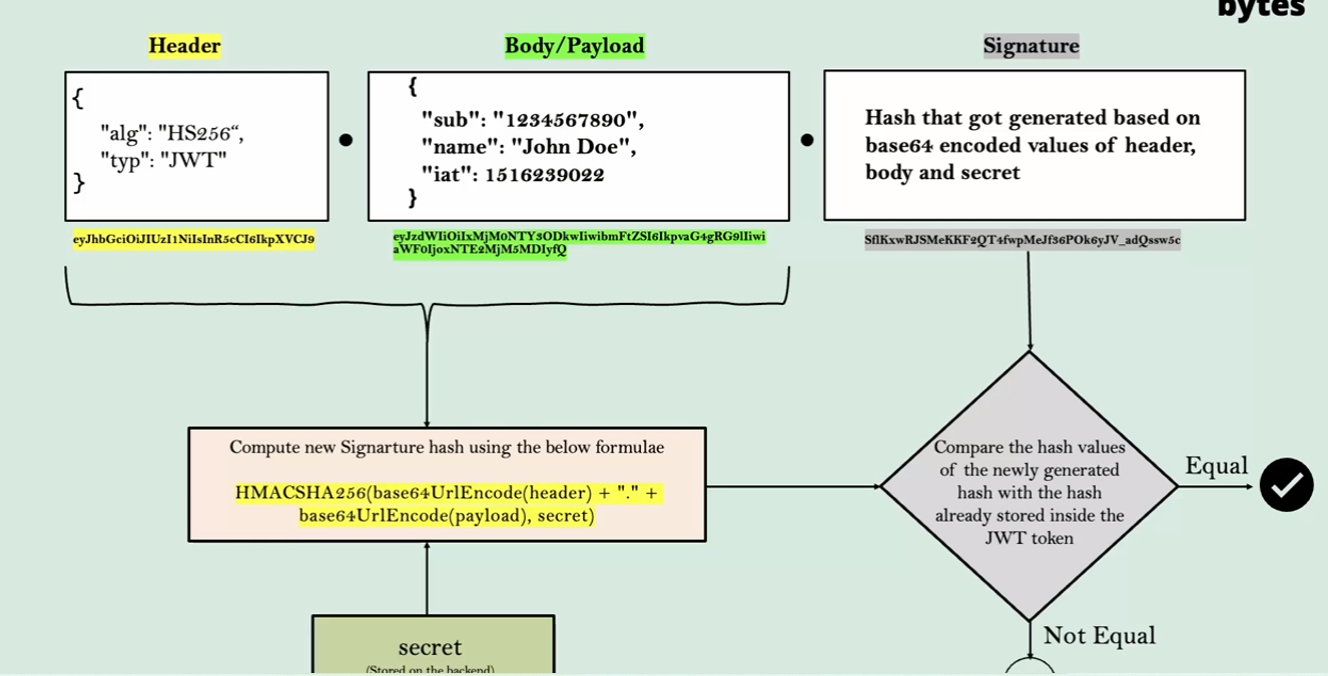 bytes
Header
Body/Payload
Signature
{
"alg": "HS256“,
"typ": "JWT"
}
{
"sub": "1234567890",
"name": "John Doe",
"iat": 1516239022
}
Hash that got generated based on
base64 encoded values of header,
body and secret
eyJhbGciOiJIUzI1NiIsInR5cCI6IkpXVCJ9
eyJzdWIiOiIxMjM0NTY3ODkwIiwibmFtZSI6IkpvaG4gRG9lIiwi
aWF0IjoxNTE2MjM5MDIyfQ
SflKxwRJSMeKKF2QT4fwpMeJf36POk6yJV_adQssw5c
Compute new Signarture hash using the below formulae
HMACSHA256(base64UrlEncode(header) + "." +
base64UrlEncode(payload), secret)
Compare the hash values
of the newly generated
hash with the hash
already stored inside the
JWT token
Equal
Not Equal
secret
(Stored on the backend)